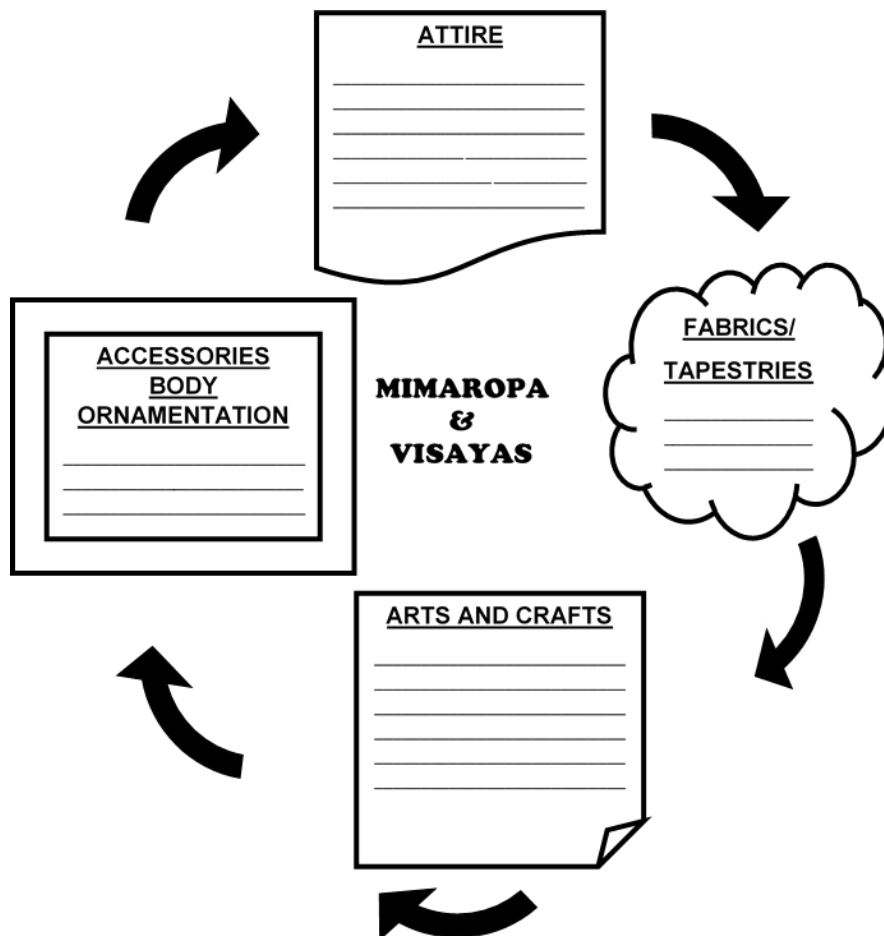 ATTIRE
FABRICS/
TAPESTRIES
ACCESSORIES
BODY
ORNAMENTATION
MIMAROPA
&
VISAYAS
ARTS AND CRAFTS